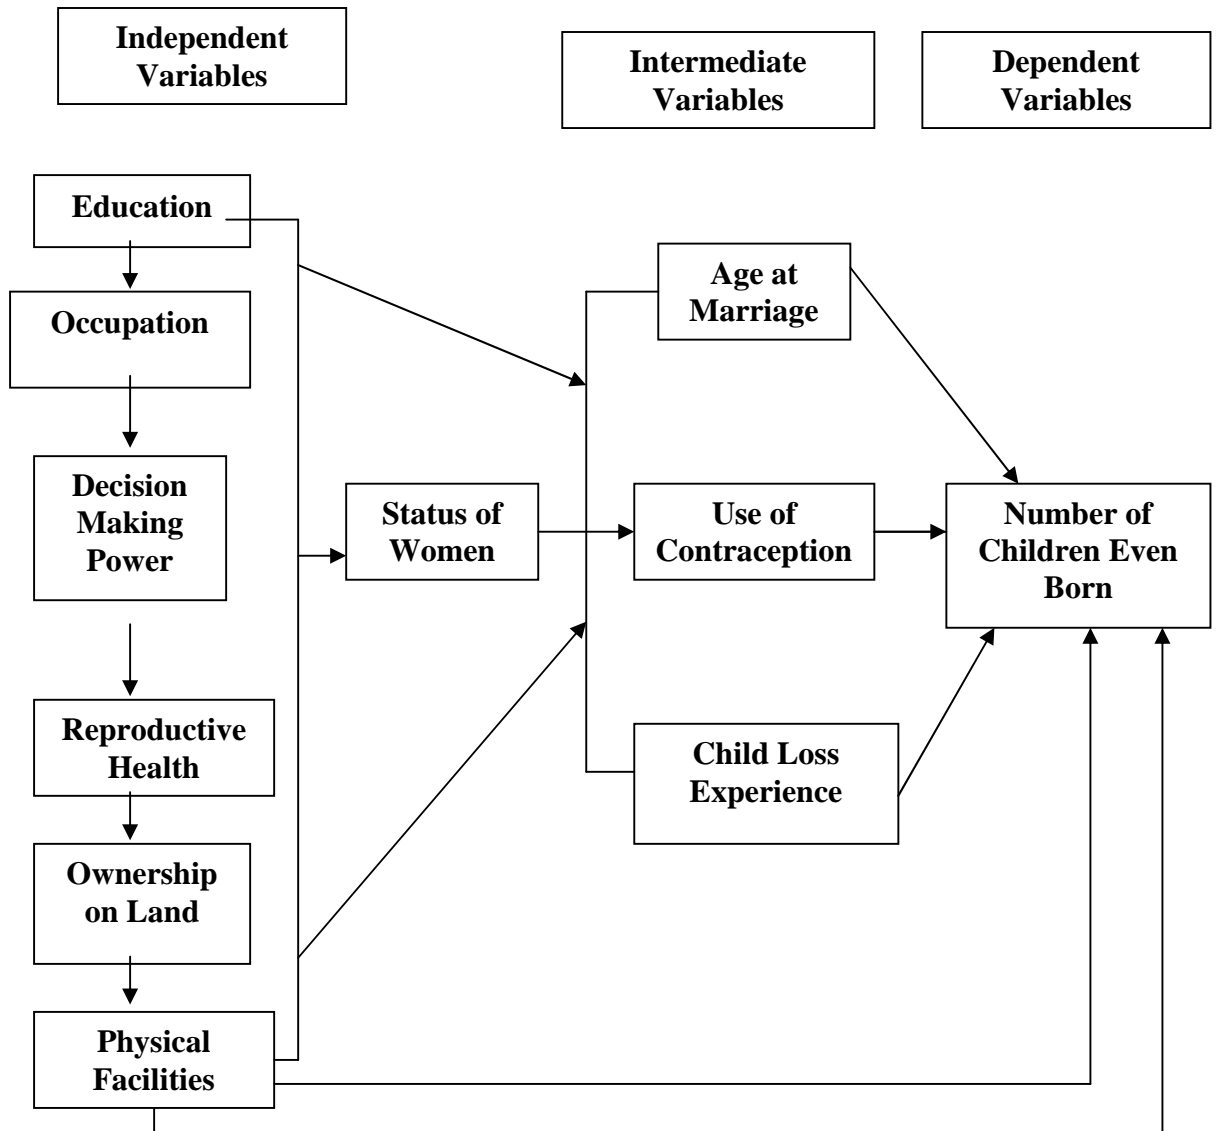 Independent
Variables
Intermediate
Variables
Dependent
Variables
Education
Occupation
Decision
Making
Power
Reproductive
Health
Ownership
on Land
Physical
Facilities
Status of
Women
Age at
Marriage
Use of
Contraception
Child Loss
Experience
Number of
Children Even
Born